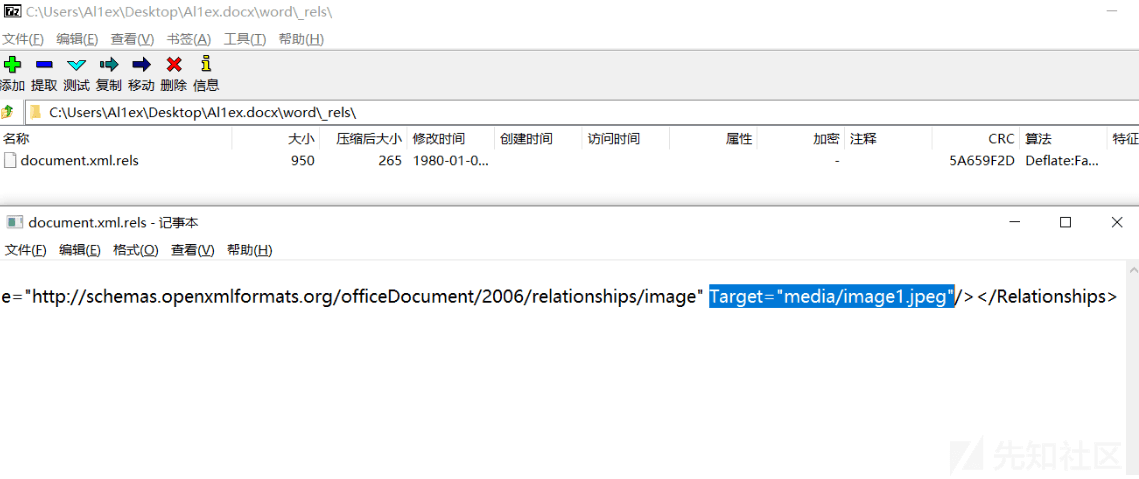 C:\Users\Al1ex\Desktop\Al1ex.docx\word\_rels\
文件(F) 编辑(E) 查看(V) 书签(A) 工具(T) 帮助(H)
添加 提取 测试 复制 移动 删除 信息
C:\Users\Al1ex\Desktop\Al1ex.docx\word\_rels\
名称 大小 压缩后大小 修改时间 创建时间 访问时间 属性 加密 注释 CRC 算法 特征
document.xml.rels 950 265 1980-01-0... - 5A659F2D Deflate:Fa...
document.xml.rels - 记事本
文件(F) 编辑(E) 格式(O) 查看(V) 帮助(H)
e="http://schemas.openxmlformats.org/officeDocument/2006/relationships/image" Target="media/image1.jpeg"/></Relationships>
先知社区